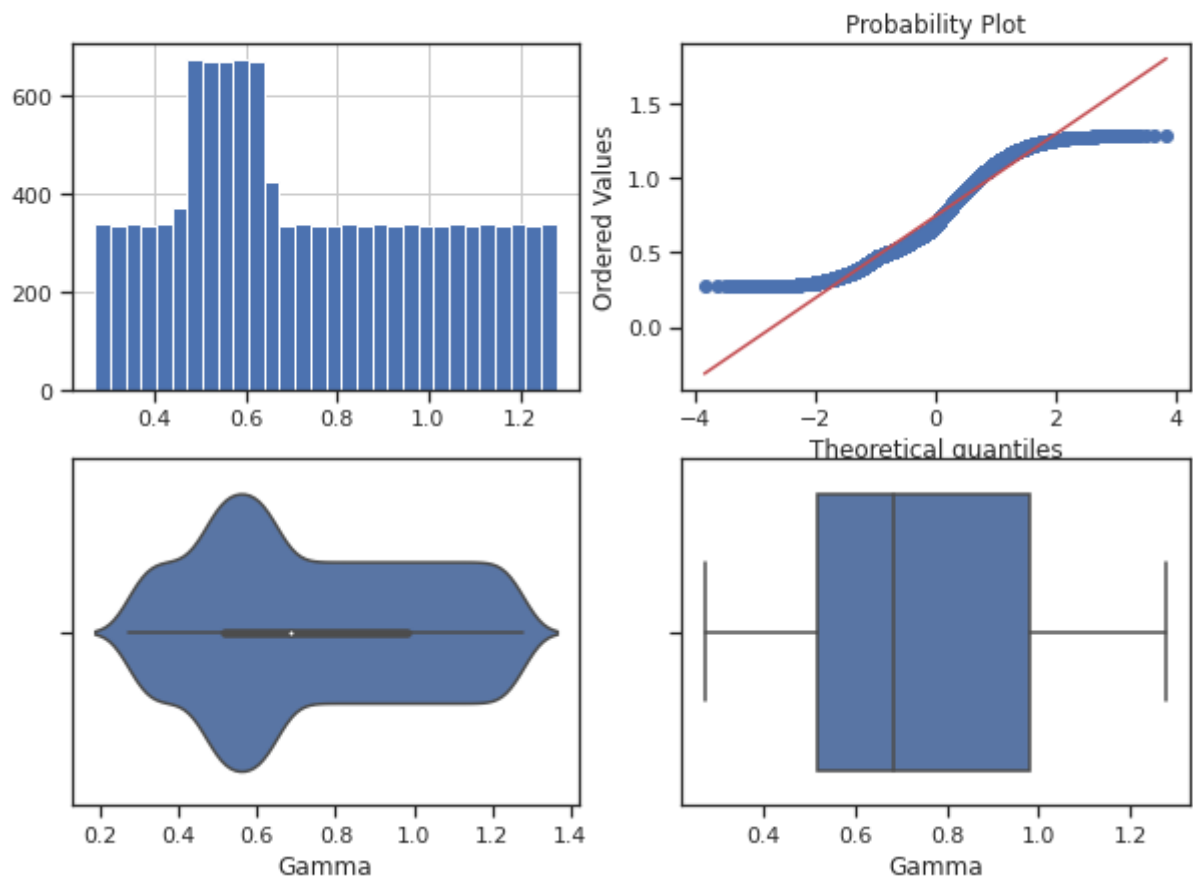 Probability Plot
600
400
200
0
0.4 0.6 0.8 1.0 1.2
Ordered Values
1.5
1.0
0.5
0.0
−4 −2 0 2 4
Theoretical quantiles
0.2 0.4 0.6 0.8 1.0 1.2 1.4
Gamma
0.4 0.6 0.8 1.0 1.2
Gamma